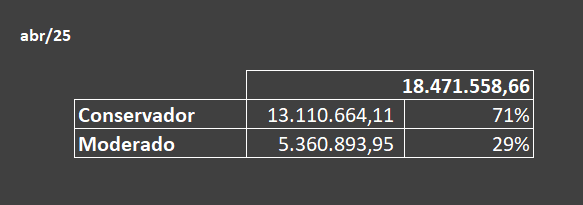 abr/25
18.471.558,66
Conservador 13.110.664,11 71%
Moderado 5.360.893,95 29%